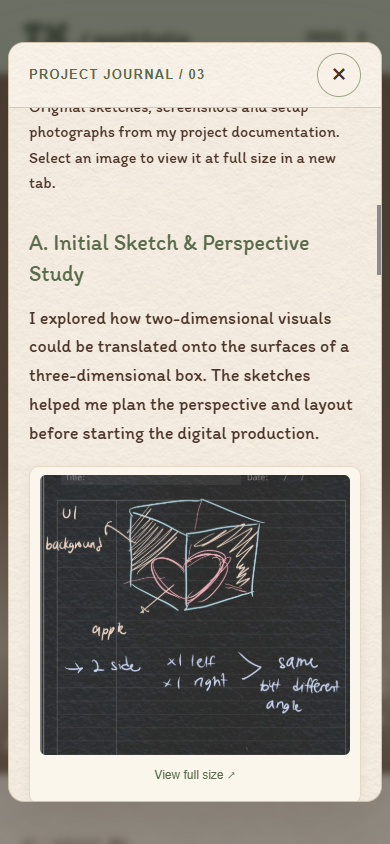 PROJECT JOURNAL / 03
×
Original sketches, screenshots and setup
photographs from my project documentation.
Select an image to view it at full size in a new
tab.
A. Initial Sketch & Perspective
Study
I explored how two-dimensional visuals
could be translated onto the surfaces of a
three-dimensional box. The sketches
helped me plan the perspective and layout
before starting the digital production.
Title:
Date: / /
UI
background
apple
→ 2 side
x1 left
x1 right
same
but different
angle
View full size ↗